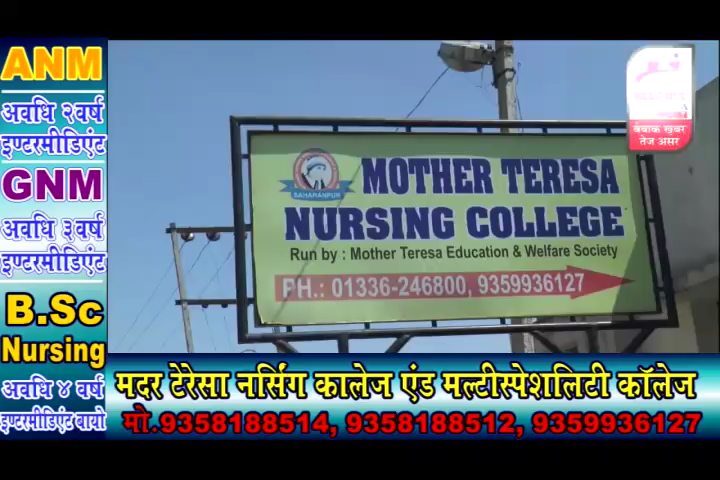 ANM
अवधि २वर्ष
इण्टरमीडिएंट
GNM
अवधि ३वर्ष
इण्टरमीडिएंट
B.Sc
Nursing
अवधि ४ वर्ष
इण्टरमीडिएंट बायो
बेबाक खबर
तेज असर
SAHARANPUR
MOTHER TERESA
NURSING COLLEGE
Run by : Mother Teresa Education & Welfare Society
PH.: 01336-246800, 9359936127
मदर टेरेसा नर्सिंग कालेज एंड मल्टीस्पेशलिटी कॉलेज
मो.9358188514, 9358188512, 9359936127